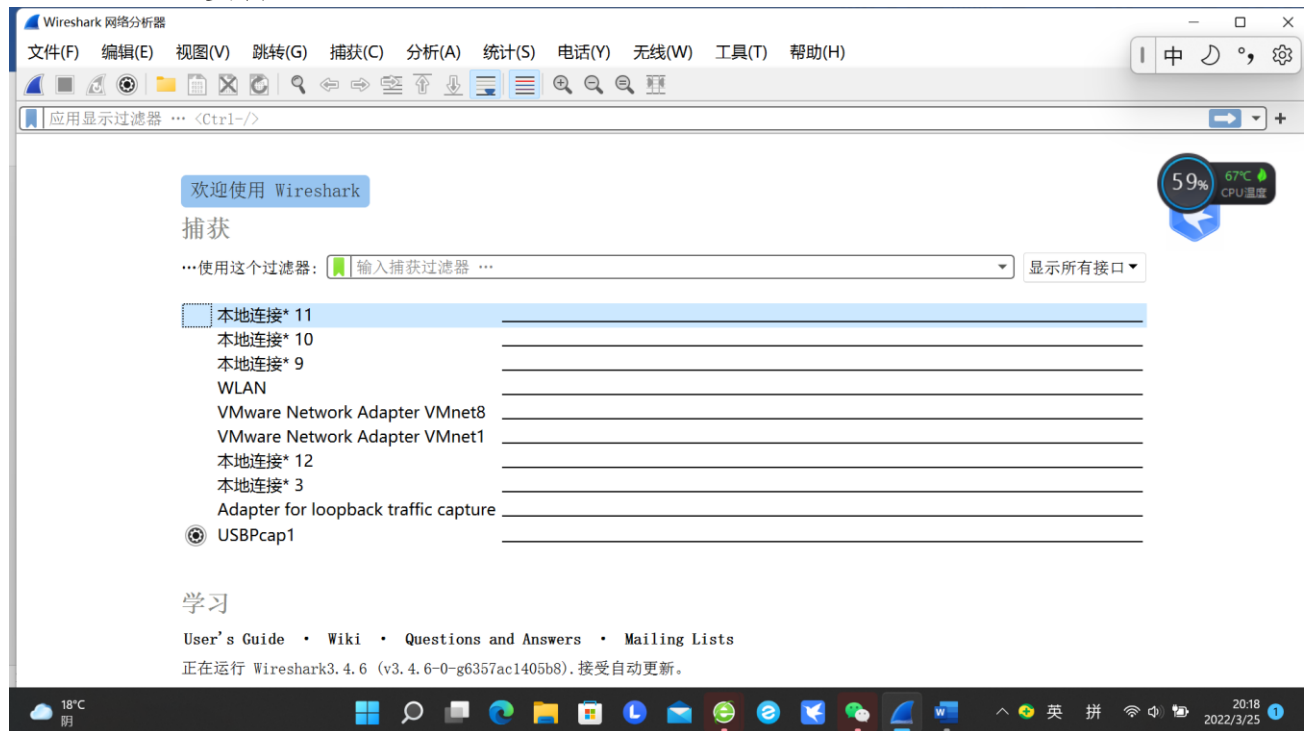 Wireshark 网络分析器
文件(F) 编辑(E) 视图(V) 跳转(G) 捕获(C) 分析(A) 统计(S) 电话(Y) 无线(W) 工具(T) 帮助(H)
中
应用显示过滤器 … <Ctrl-/>
欢迎使用 Wireshark
59%
67℃
CPU温度
捕获
…使用这个过滤器: 输入捕获过滤器 … 显示所有接口
本地连接* 11
本地连接* 10
本地连接* 9
WLAN
VMware Network Adapter VMnet8
VMware Network Adapter VMnet1
本地连接* 12
本地连接* 3
Adapter for loopback traffic capture
USBPcap1
学习
User's Guide · Wiki · Questions and Answers · Mailing Lists
正在运行 Wireshark3.4.6 (v3.4.6-0-g6357ac1405b8).接受自动更新。
18°C
阴
英 拼
20:18
2022/3/25
1